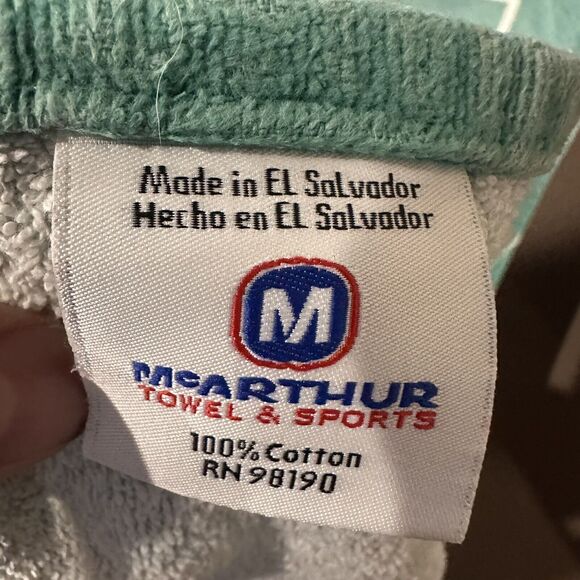 Made in El Salvador
Hecho en El Salvador
M
McARTHUR
TOWEL & SPORTS
100% Cotton
RN 98190